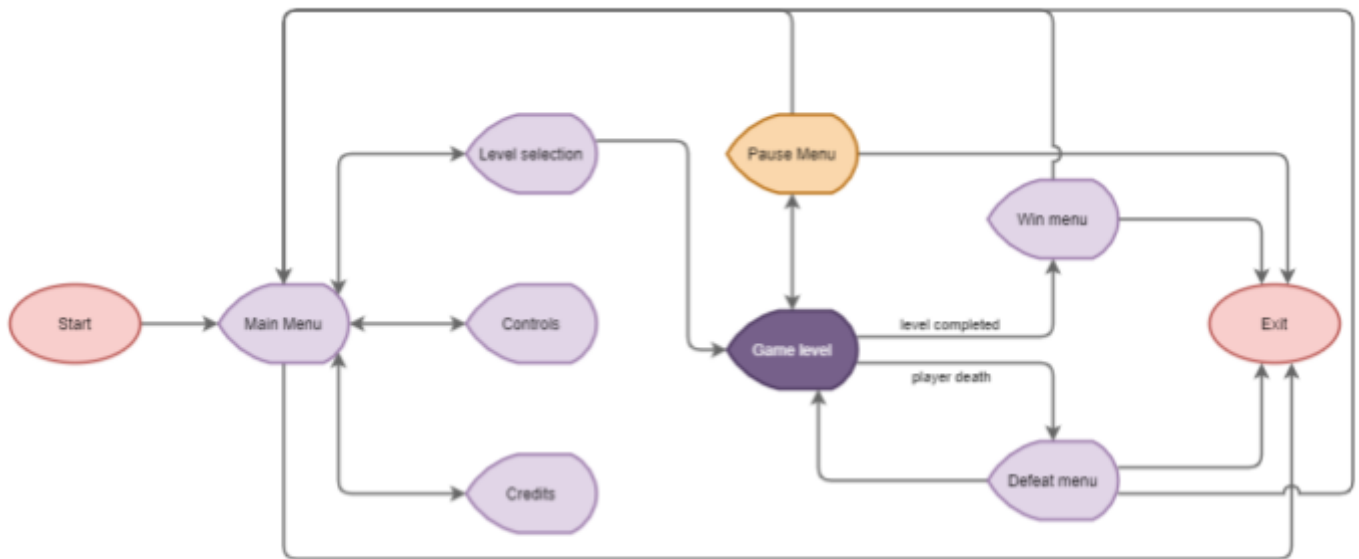 Level selection
Pause Menu
Win menu
Start
Main Menu
Controls
Exit
level completed
Game level
player death
Credits
Defeat menu